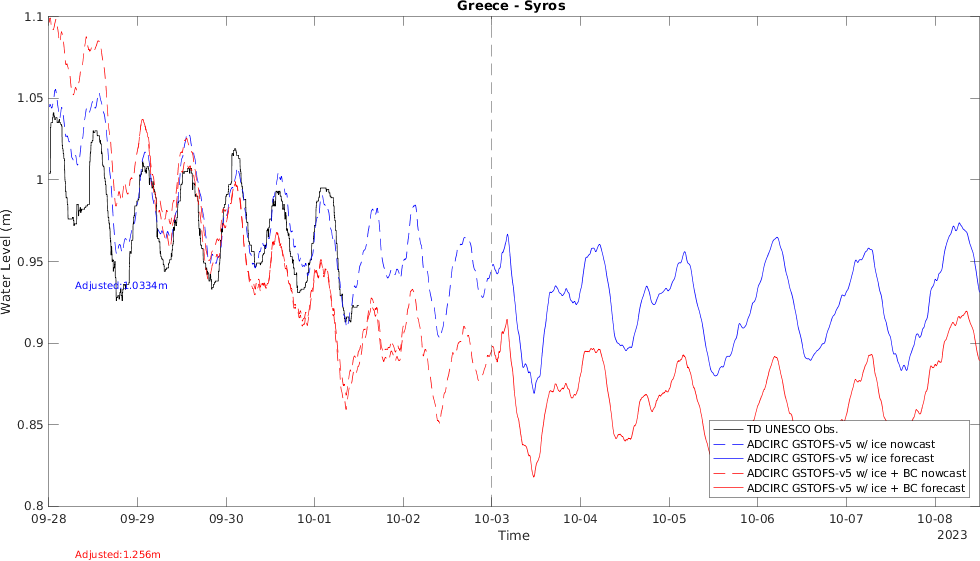 Greece - Syros
1.1
1.05
1
0.95
0.9
0.85
0.8
Water Level (m)
Adjusted:1.0334m
TD UNESCO Obs.
ADCIRC GSTOFS-v5 w/ ice nowcast
ADCIRC GSTOFS-v5 w/ ice forecast
ADCIRC GSTOFS-v5 w/ ice + BC nowcast
ADCIRC GSTOFS-v5 w/ ice + BC forecast
09-28 09-29 09-30 10-01 10-02 10-03 10-04 10-05 10-06 10-07 10-08
Time
2023
Adjusted:1.256m